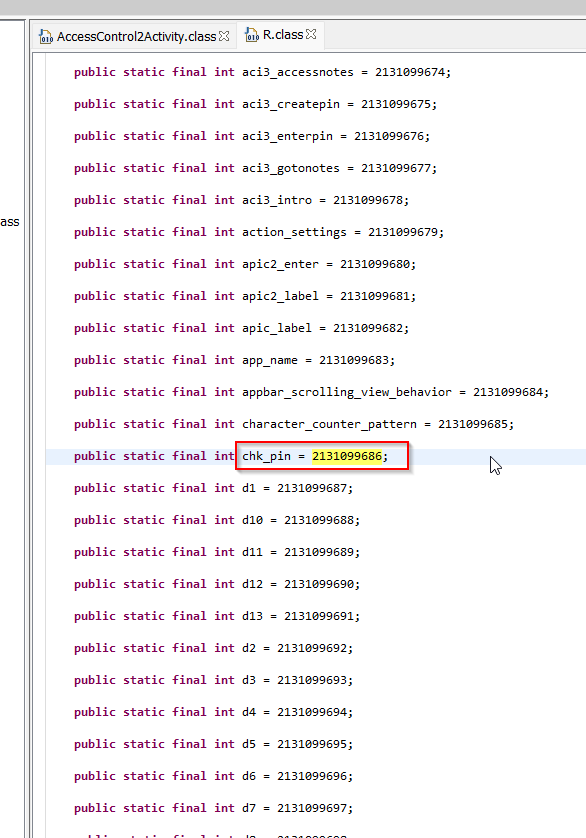 AccessControl2Activity.class
R.class
ass
public static final int aci3_accessnotes = 2131099674;
public static final int aci3_createpin = 2131099675;
public static final int aci3_enterpin = 2131099676;
public static final int aci3_gotonotes = 2131099677;
public static final int aci3_intro = 2131099678;
public static final int action_settings = 2131099679;
public static final int apic2_enter = 2131099680;
public static final int apic2_label = 2131099681;
public static final int apic_label = 2131099682;
public static final int app_name = 2131099683;
public static final int appbar_scrolling_view_behavior = 2131099684;
public static final int character_counter_pattern = 2131099685;
public static final int chk_pin = 2131099686;
public static final int d1 = 2131099687;
public static final int d10 = 2131099688;
public static final int d11 = 2131099689;
public static final int d12 = 2131099690;
public static final int d13 = 2131099691;
public static final int d2 = 2131099692;
public static final int d3 = 2131099693;
public static final int d4 = 2131099694;
public static final int d5 = 2131099695;
public static final int d6 = 2131099696;
public static final int d7 = 2131099697;